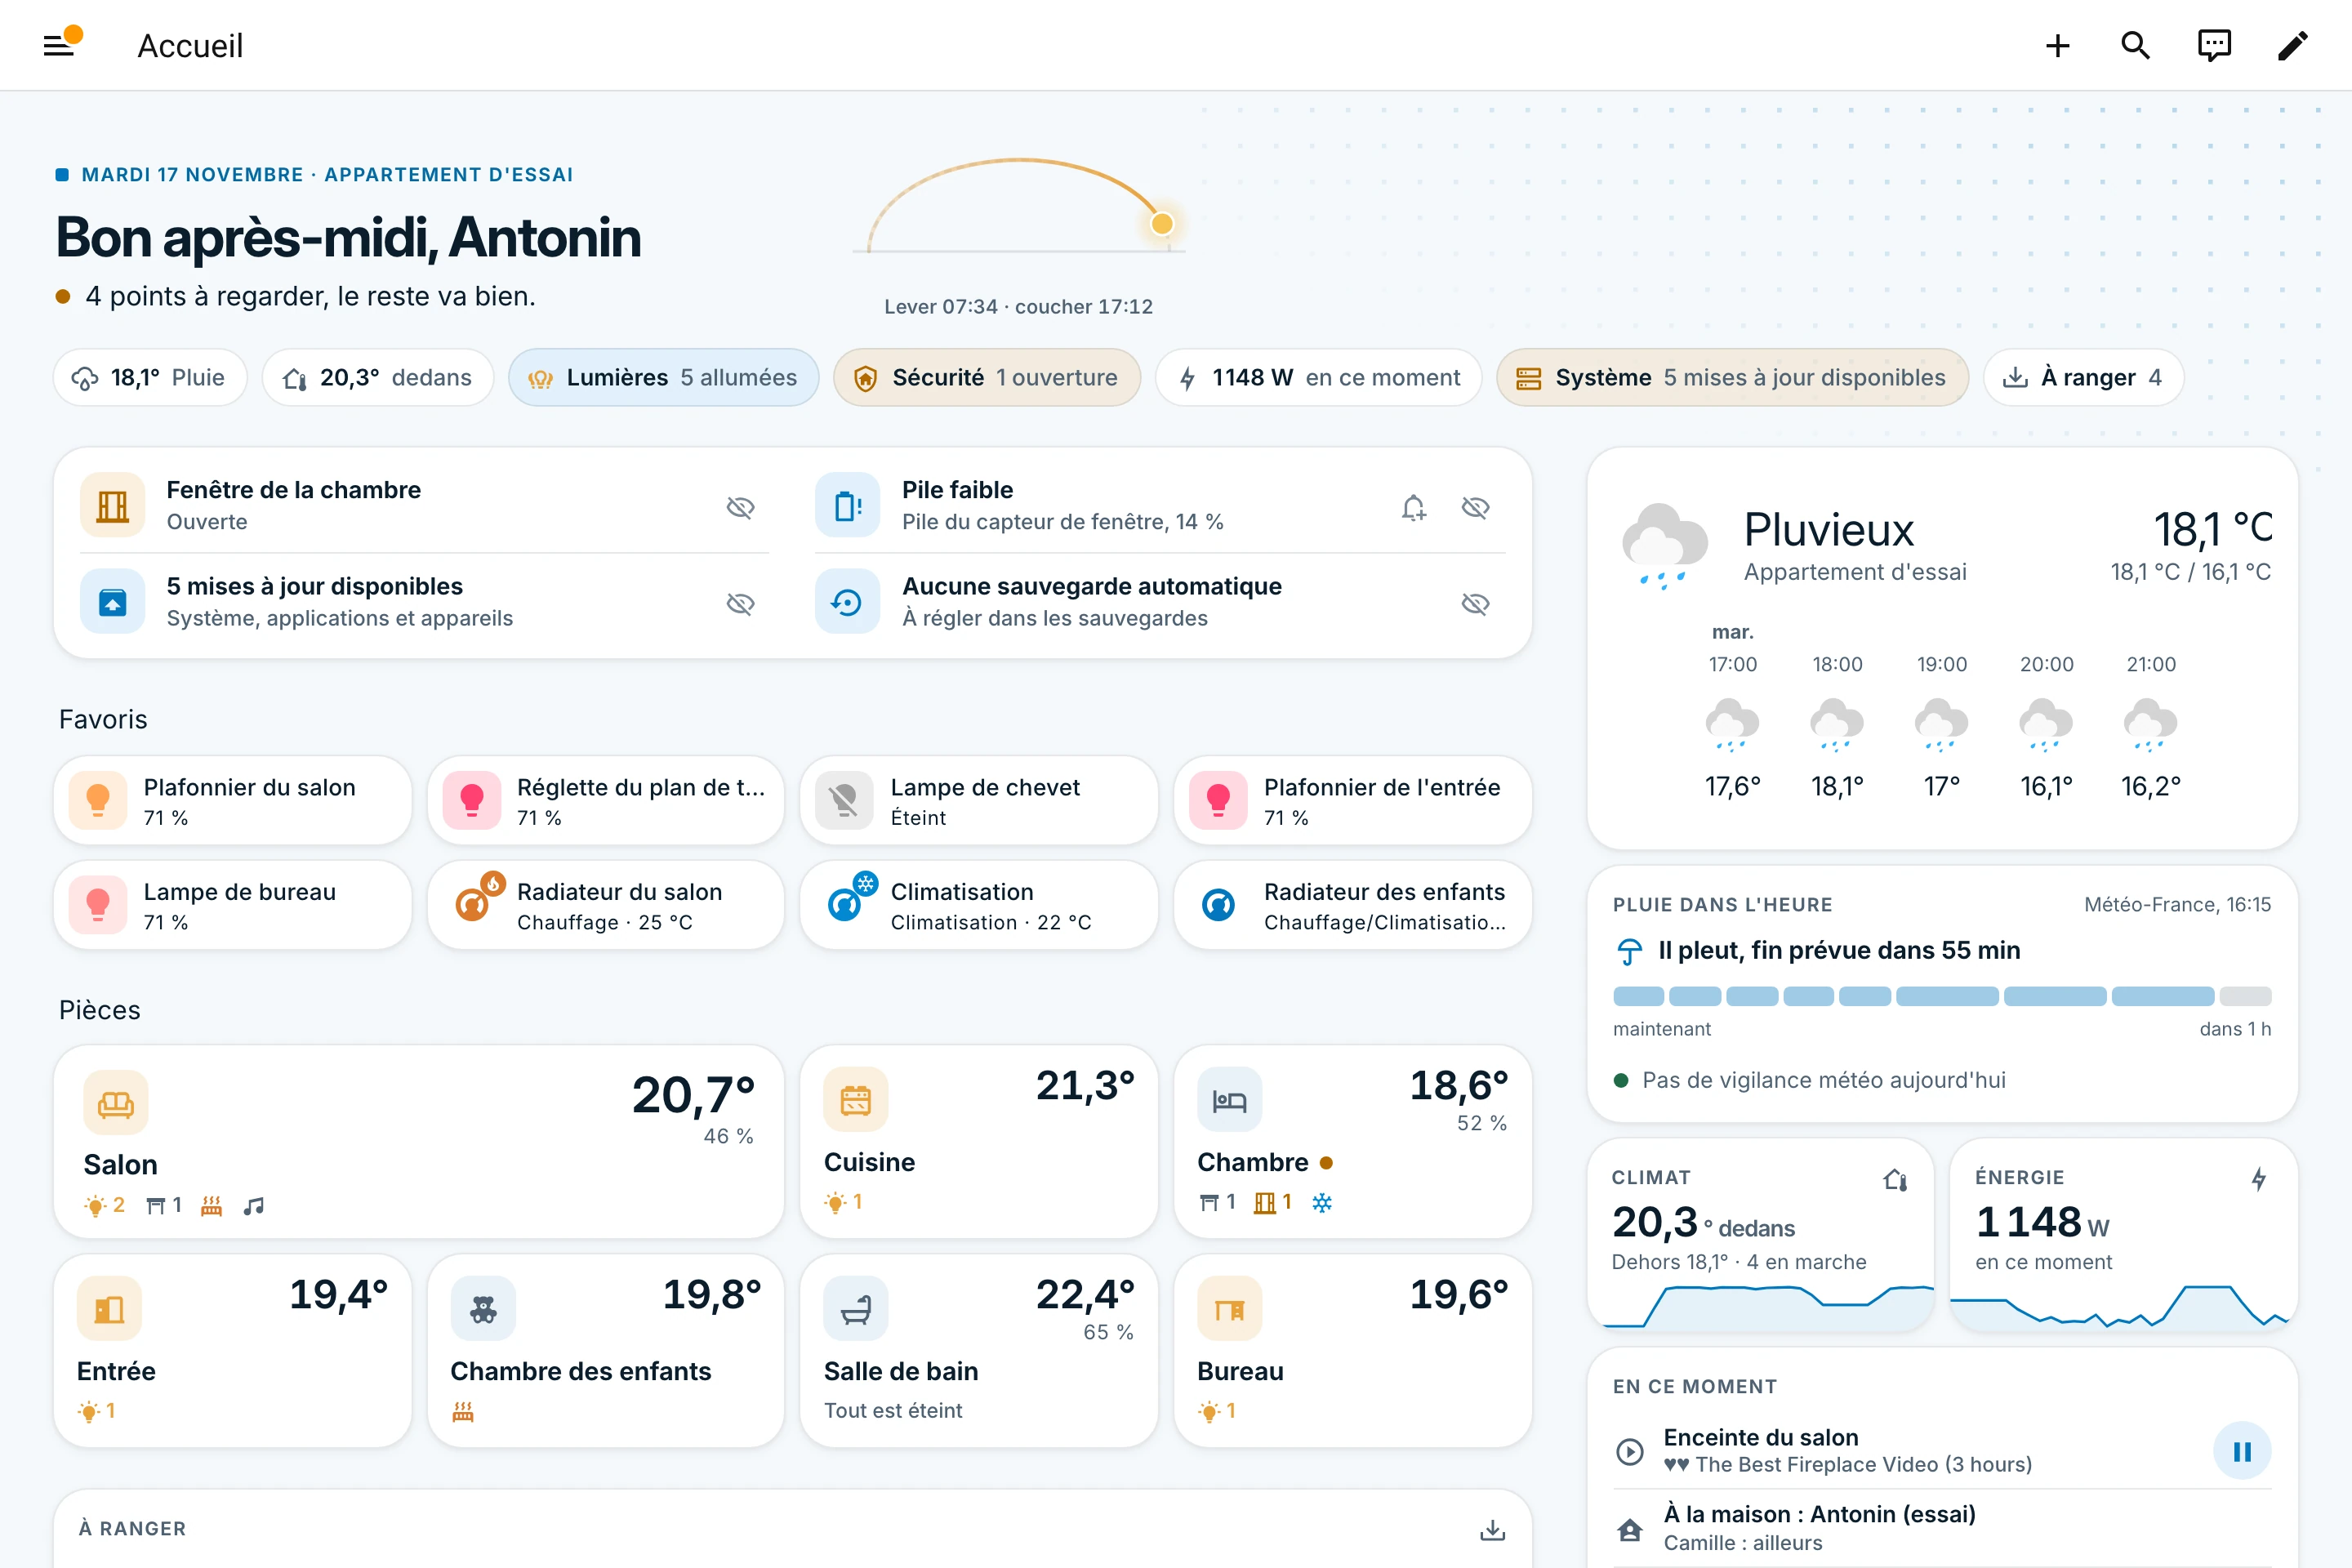 Accueil
MARDI 17 NOVEMBRE · APPARTEMENT D'ESSAI
Bon après-midi, Antonin
4 points à regarder, le reste va bien.
Lever 07:34 · coucher 17:12
18,1° Pluie
20,3° dedans
Lumières 5 allumées
Sécurité 1 ouverture
1 148 W en ce moment
Système 5 mises à jour disponibles
À ranger 4
Fenêtre de la chambre
Ouverte
Pile faible
Pile du capteur de fenêtre, 14 %
5 mises à jour disponibles
Système, applications et appareils
Aucune sauvegarde automatique
À régler dans les sauvegardes
Favoris
Plafonnier du salon
71 %
Réglette du plan de t...
71 %
Lampe de chevet
Éteint
Plafonnier de l'entrée
71 %
Lampe de bureau
71 %
Radiateur du salon
Chauffage · 25 °C
Climatisation
Climatisation · 22 °C
Radiateur des enfants
Chauffage/Climatisatio...
Pièces
20,7°
46 %
Salon
2 1
21,3°
Cuisine
1
18,6°
52 %
Chambre
1 1
19,4°
Entrée
1
19,8°
Chambre des enfants
22,4°
65 %
Salle de bain
Tout est éteint
19,6°
Bureau
1
À RANGER
Pluvieux
18,1 °C
Appartement d'essai
18,1 °C / 16,1 °C
mar.
17:00 18:00 19:00 20:00 21:00
17,6° 18,1° 17° 16,1° 16,2°
PLUIE DANS L'HEURE
Météo-France, 16:15
Il pleut, fin prévue dans 55 min
maintenant
dans 1 h
Pas de vigilance météo aujourd'hui
CLIMAT
20,3 ° dedans
Dehors 18,1° · 4 en marche
ÉNERGIE
1 148 W
en ce moment
EN CE MOMENT
Enceinte du salon
♥♥ The Best Fireplace Video (3 hours)
À la maison : Antonin (essai)
Camille : ailleurs